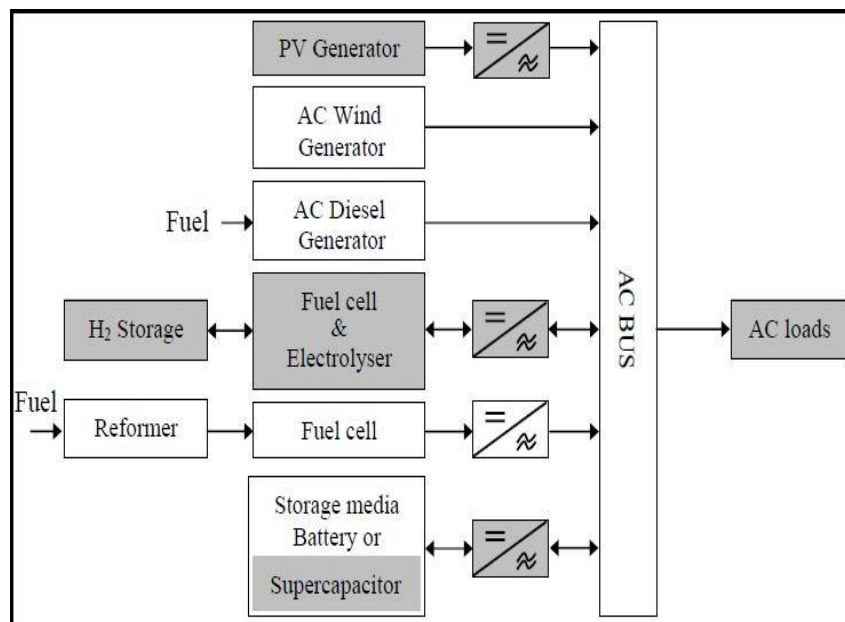 PV Generator
AC Wind
Generator
Fuel
AC Diesel
Generator
H₂ Storage
Fuel cell
&
Electrolyser
Fuel
Reformer
Fuel cell
Storage media
Battery or
Supercapacitor
AC BUS
AC loads